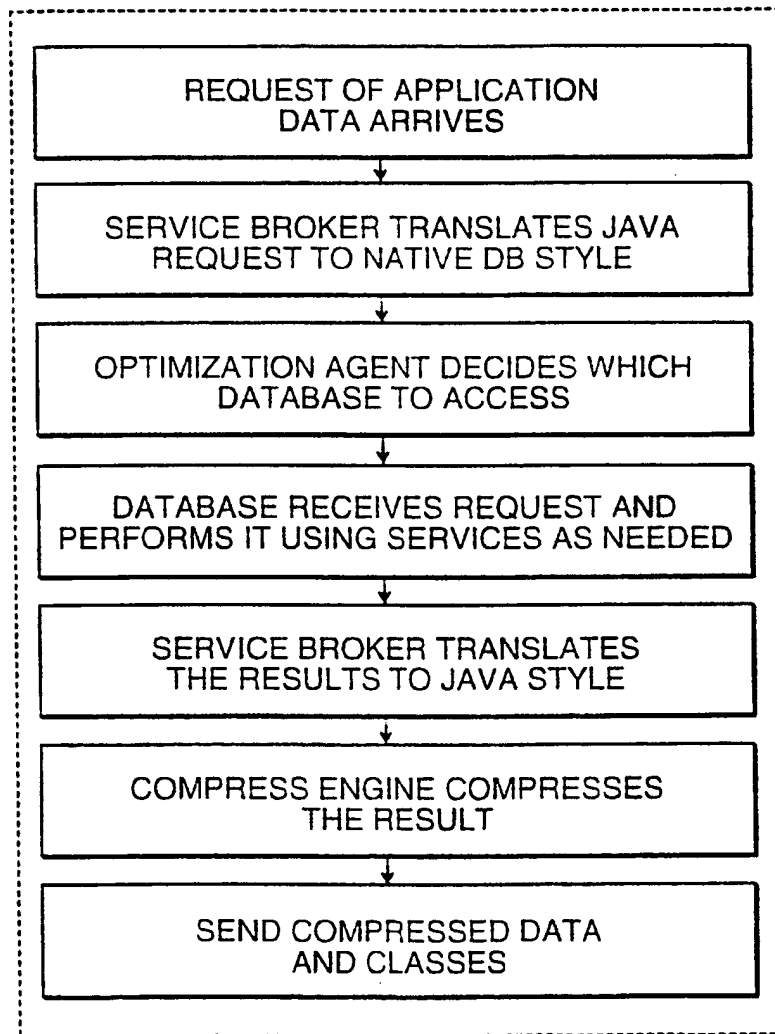 REQUEST OF APPLICATION
DATA ARRIVES
SERVICE BROKER TRANSLATES JAVA
REQUEST TO NATIVE DB STYLE
OPTIMIZATION AGENT DECIDES WHICH
DATABASE TO ACCESS
DATABASE RECEIVES REQUEST AND
PERFORMS IT USING SERVICES AS NEEDED
SERVICE BROKER TRANSLATES
THE RESULTS TO JAVA STYLE
COMPRESS ENGINE COMPRESSES
THE RESULT
SEND COMPRESSED DATA
AND CLASSES